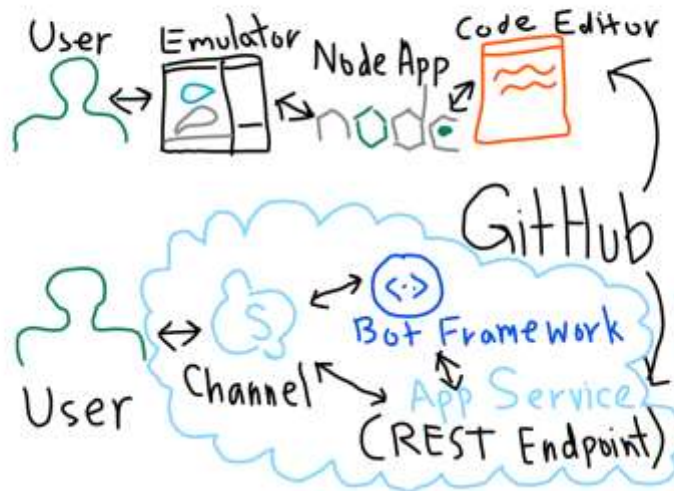 User
Emulator
Node App
Code Editor
node
GitHub
S
Bot Framework
User
Channel
App Service
(REST Endpoint)